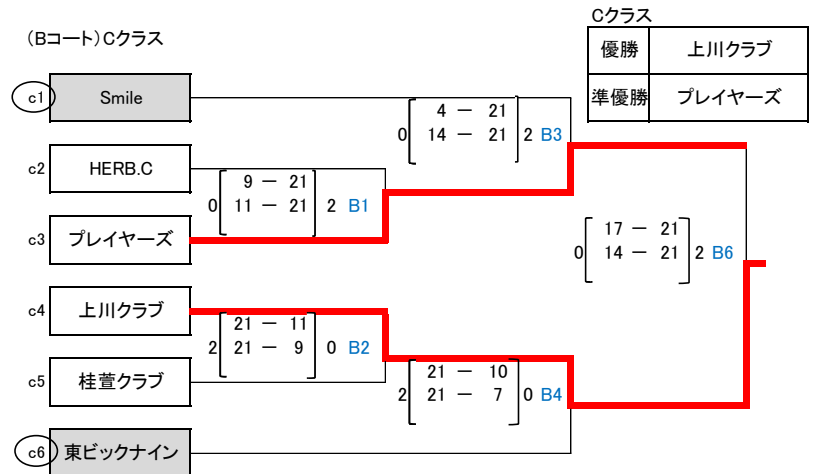 Cクラス
(Bコート)Cクラス
優勝 上川クラブ
準優勝 プレイヤーズ
c1 Smile
4 － 21
0 14 － 21 2 B3
c2 HERB.C
9 － 21
0 11 － 21 2 B1
c3 プレイヤーズ
17 － 21
0 14 － 21 2 B6
c4 上川クラブ
21 － 11
2 21 － 9 0 B2
c5 桂萱クラブ
21 － 10
2 21 － 7 0 B4
c6 東ビックナイン